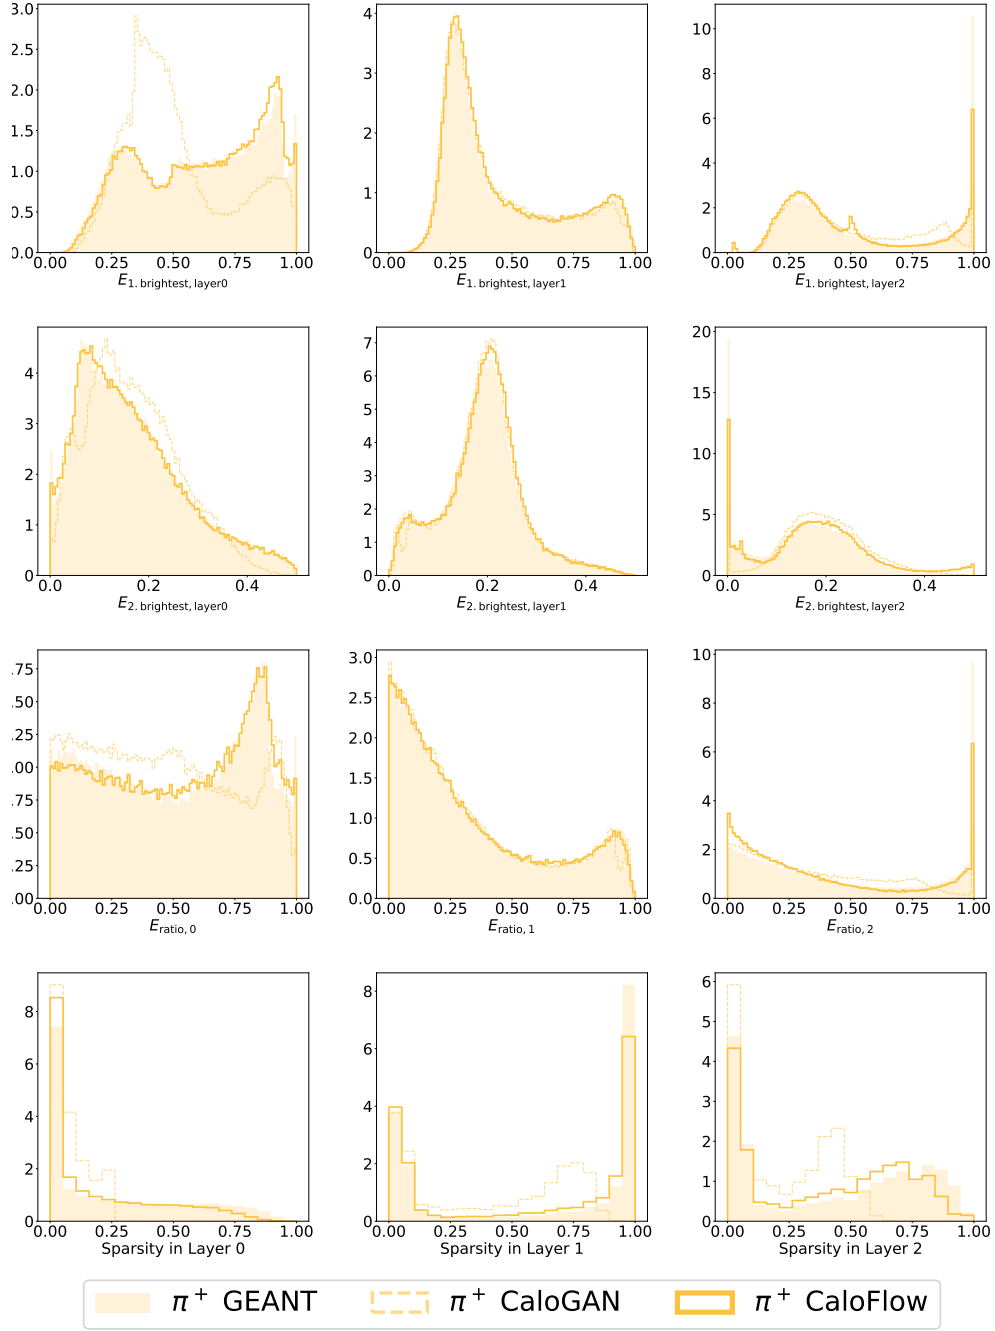 3.0
2.5
2.0
1.5
1.0
0.5
0.0
0.00 0.25 0.50 0.75 1.00
E1. brightest, layer0
4
3
2
1
0
0.00 0.25 0.50 0.75 1.00
E1. brightest, layer1
10
8
6
4
2
0
0.00 0.25 0.50 0.75 1.00
E1. brightest, layer2
4
3
2
1
0
0.0 0.2 0.4
E2. brightest, layer0
7
6
5
4
3
2
1
0
0.0 0.2 0.4
E2. brightest, layer1
20
15
10
5
0
0.0 0.2 0.4
E2. brightest, layer2
.75
.50
.25
.00
.75
.50
.25
.00
0.00 0.25 0.50 0.75 1.00
Eratio, 0
3.0
2.5
2.0
1.5
1.0
0.5
0.0
0.00 0.25 0.50 0.75 1.00
Eratio, 1
10
8
6
4
2
0
0.00 0.25 0.50 0.75 1.00
Eratio, 2
8
6
4
2
0
0.00 0.25 0.50 0.75 1.00
Sparsity in Layer 0
8
6
4
2
0
0.00 0.25 0.50 0.75 1.00
Sparsity in Layer 1
6
5
4
3
2
1
0
0.00 0.25 0.50 0.75 1.00
Sparsity in Layer 2
π+ GEANT π+ CaloGAN π+ CaloFlow